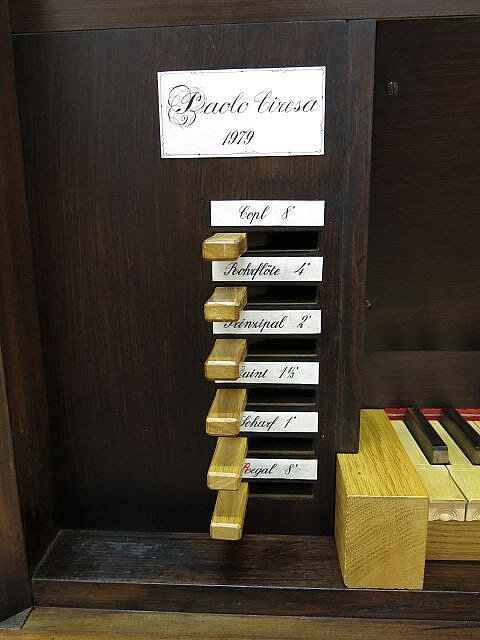 Paolo Ciresa
1979
Copl 8'
Rohrflöte 4'
Prinzipal 2'
Quint 1⅓'
Scharf 1'
Regal 8'